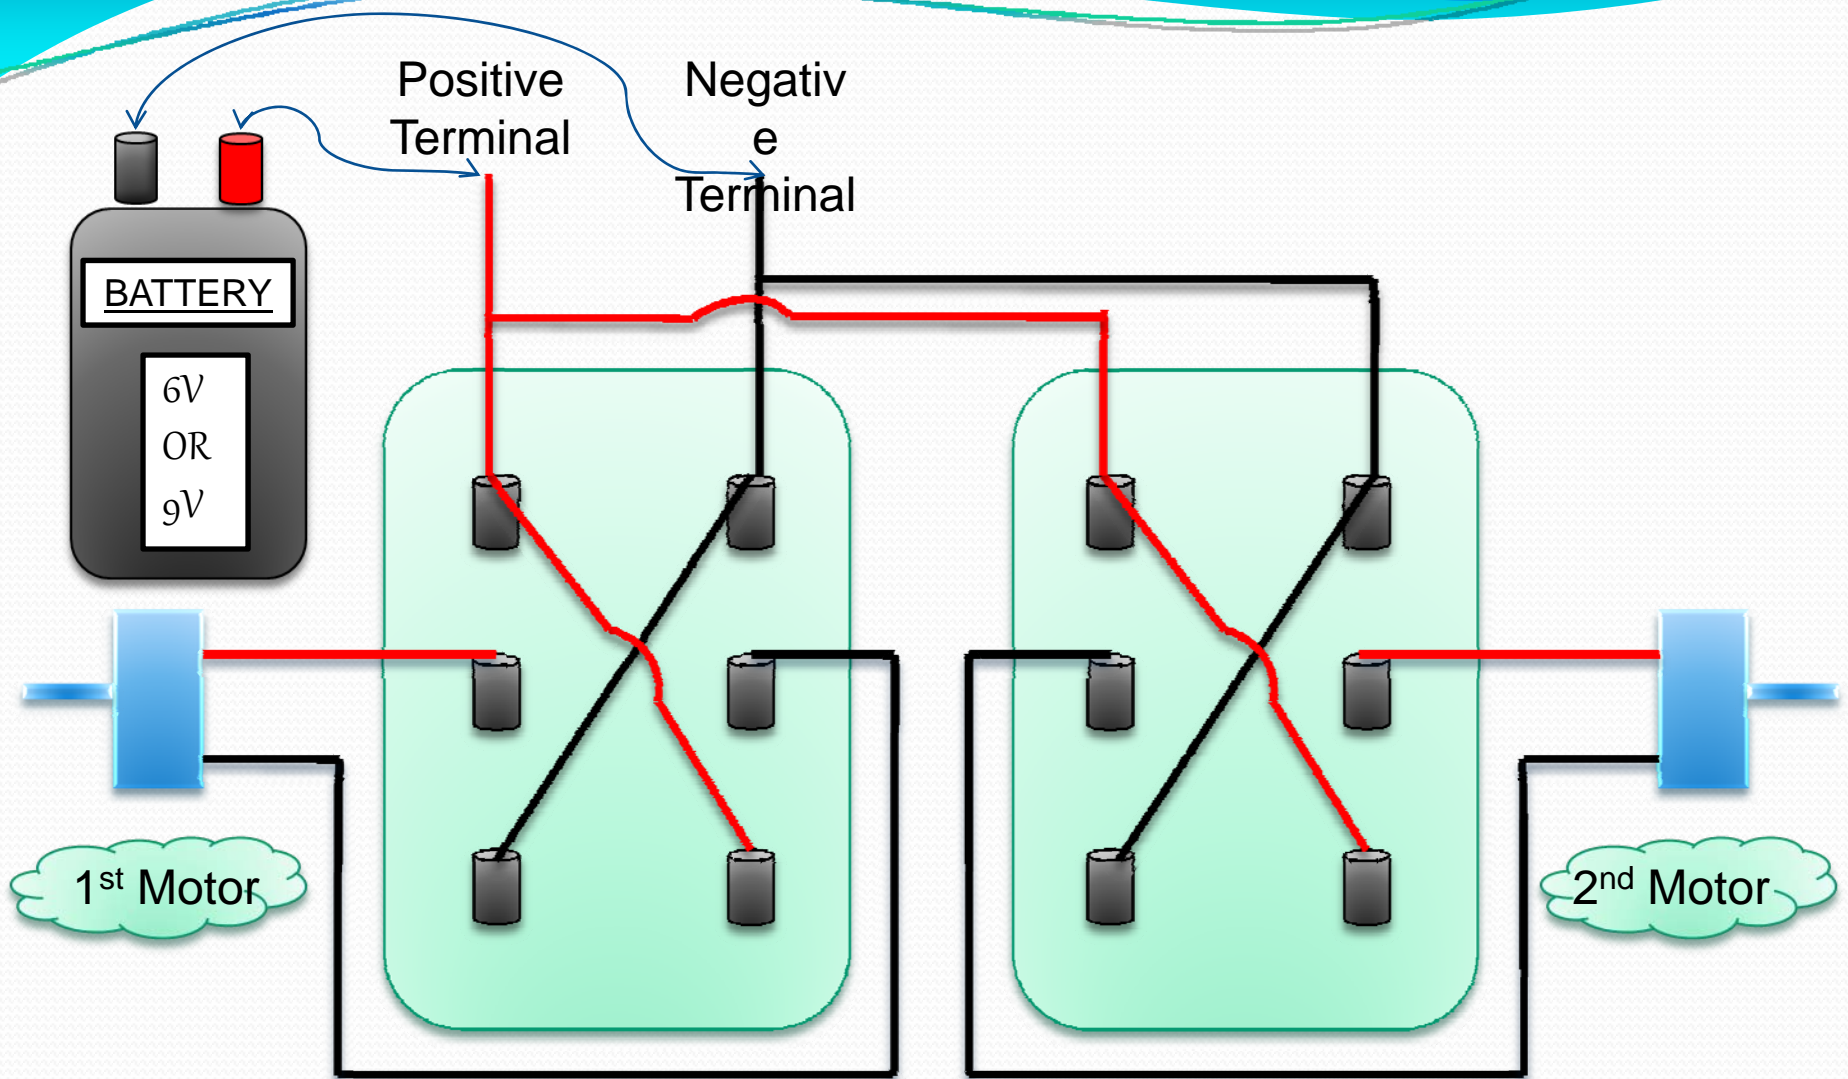 Positive
Terminal
Negativ
e
Terminal
BATTERY
6V
OR
9V
1st Motor
2nd Motor